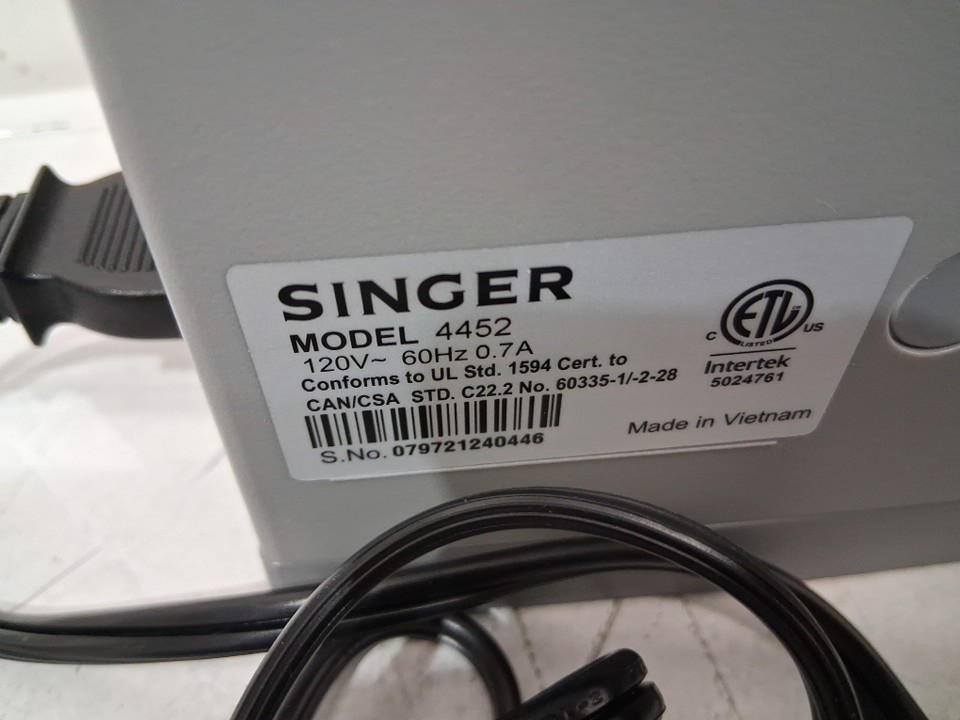 SINGER
MODEL 4452
120V~ 60Hz 0.7A
Conforms to UL Std. 1594 Cert. to
CAN/CSA STD. C22.2 No. 60335-1/-2-28
S.No. 079721240446
C ETL US
LISTED
Intertek
5024761
Made in Vietnam